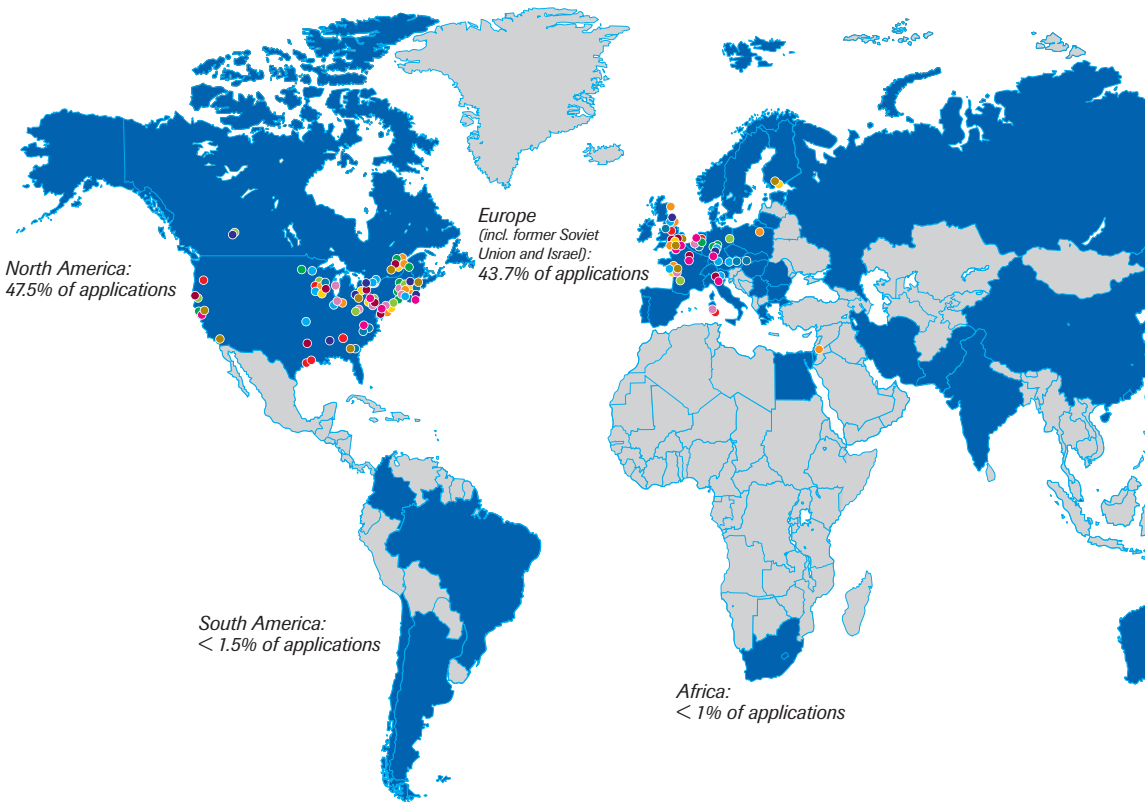 Europe
(incl. former Soviet
Union and Israel):
43.7% of applications
North America:
47.5% of applications
South America:
< 1.5% of applications
Africa:
< 1% of applications